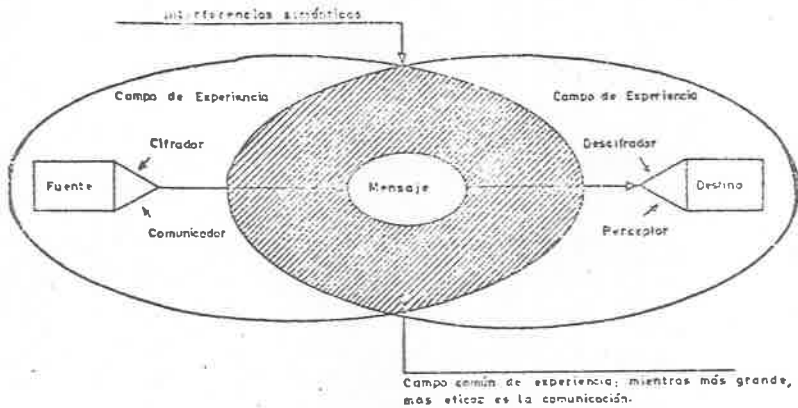 Interferencias semánticas
Campo de Experiencia
Campo de Experiencia
Cifrador
Descifrador
Fuente
Mensaje
Destino
Comunicador
Perceptor
Campo común de experiencia; mientras más grande,
más eficaz es la comunicación.